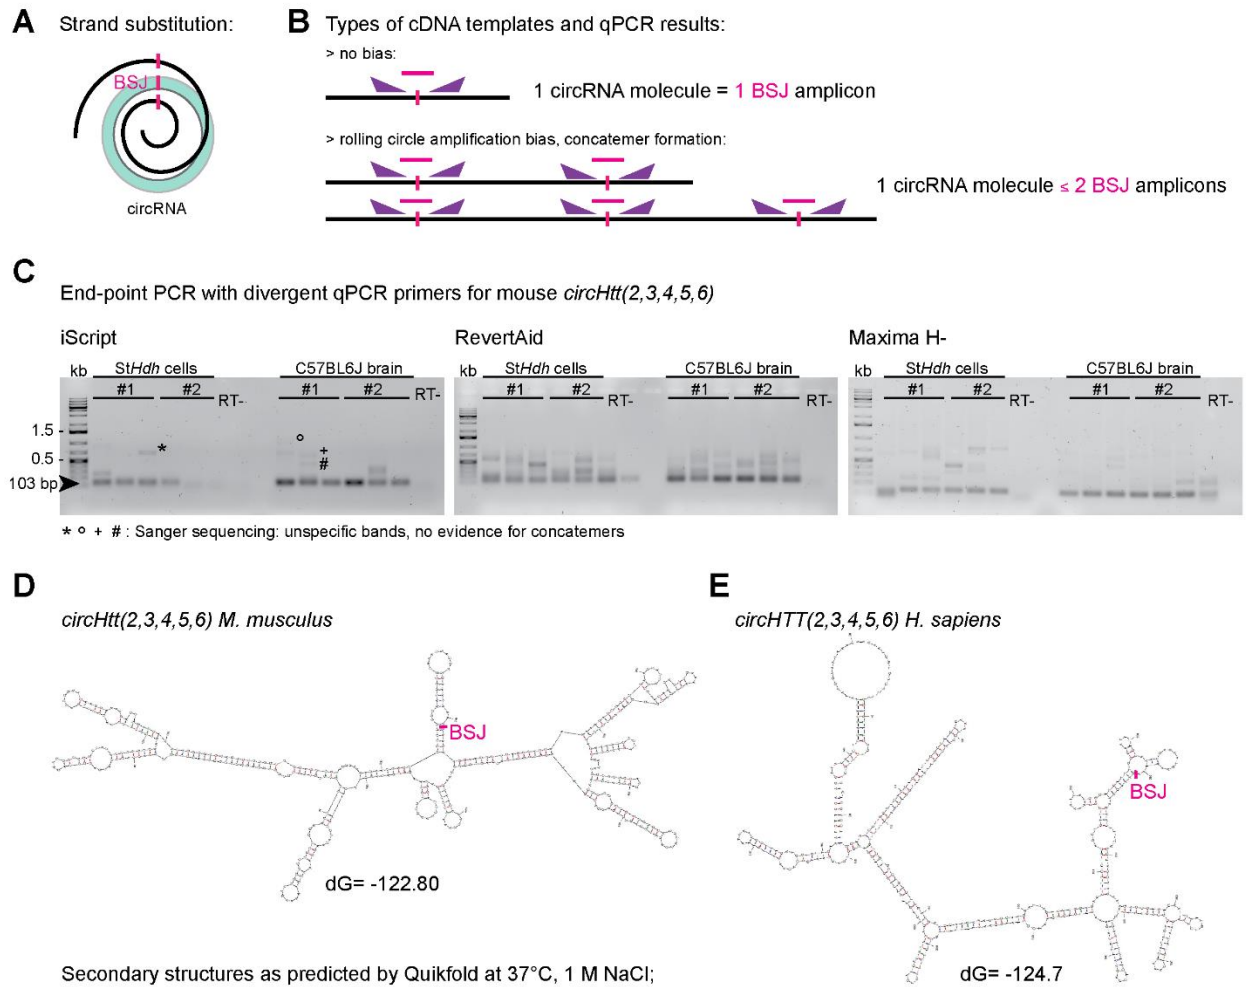 A Strand substitution:
BSJ
circRNA
B Types of cDNA templates and qPCR results:
> no bias:
1 circRNA molecule = 1 BSJ amplicon
> rolling circle amplification bias, concatemer formation:
1 circRNA molecule ≤ 2 BSJ amplicons
C
End-point PCR with divergent qPCR primers for mouse circHtt(2,3,4,5,6)
iScript
kb StHdh cells C57BL6J brain
#1 #2 RT- #1 #2 RT-
1.5 -
0.5 -
103 bp
* ° + #
RevertAid
StHdh cells C57BL6J brain
#1 #2 RT- #1 #2
Maxima H-
kb StHdh cells C57BL6J brain
#1 #2 RT- #1 #2 RT-
* ° + # : Sanger sequencing: unspecific bands, no evidence for concatemers
D
circHtt(2,3,4,5,6) M. musculus
BSJ
dG= -122.80
E
circHTT(2,3,4,5,6) H. sapiens
BSJ
dG= -124.7
Secondary structures as predicted by Quikfold at 37°C, 1 M NaCl;